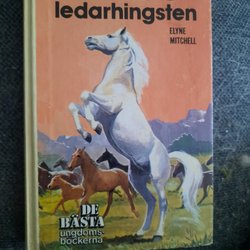 ledarhingsten
ELYNE
MITCHELL
DE
BÄSTA
ungdoms-
böckerna